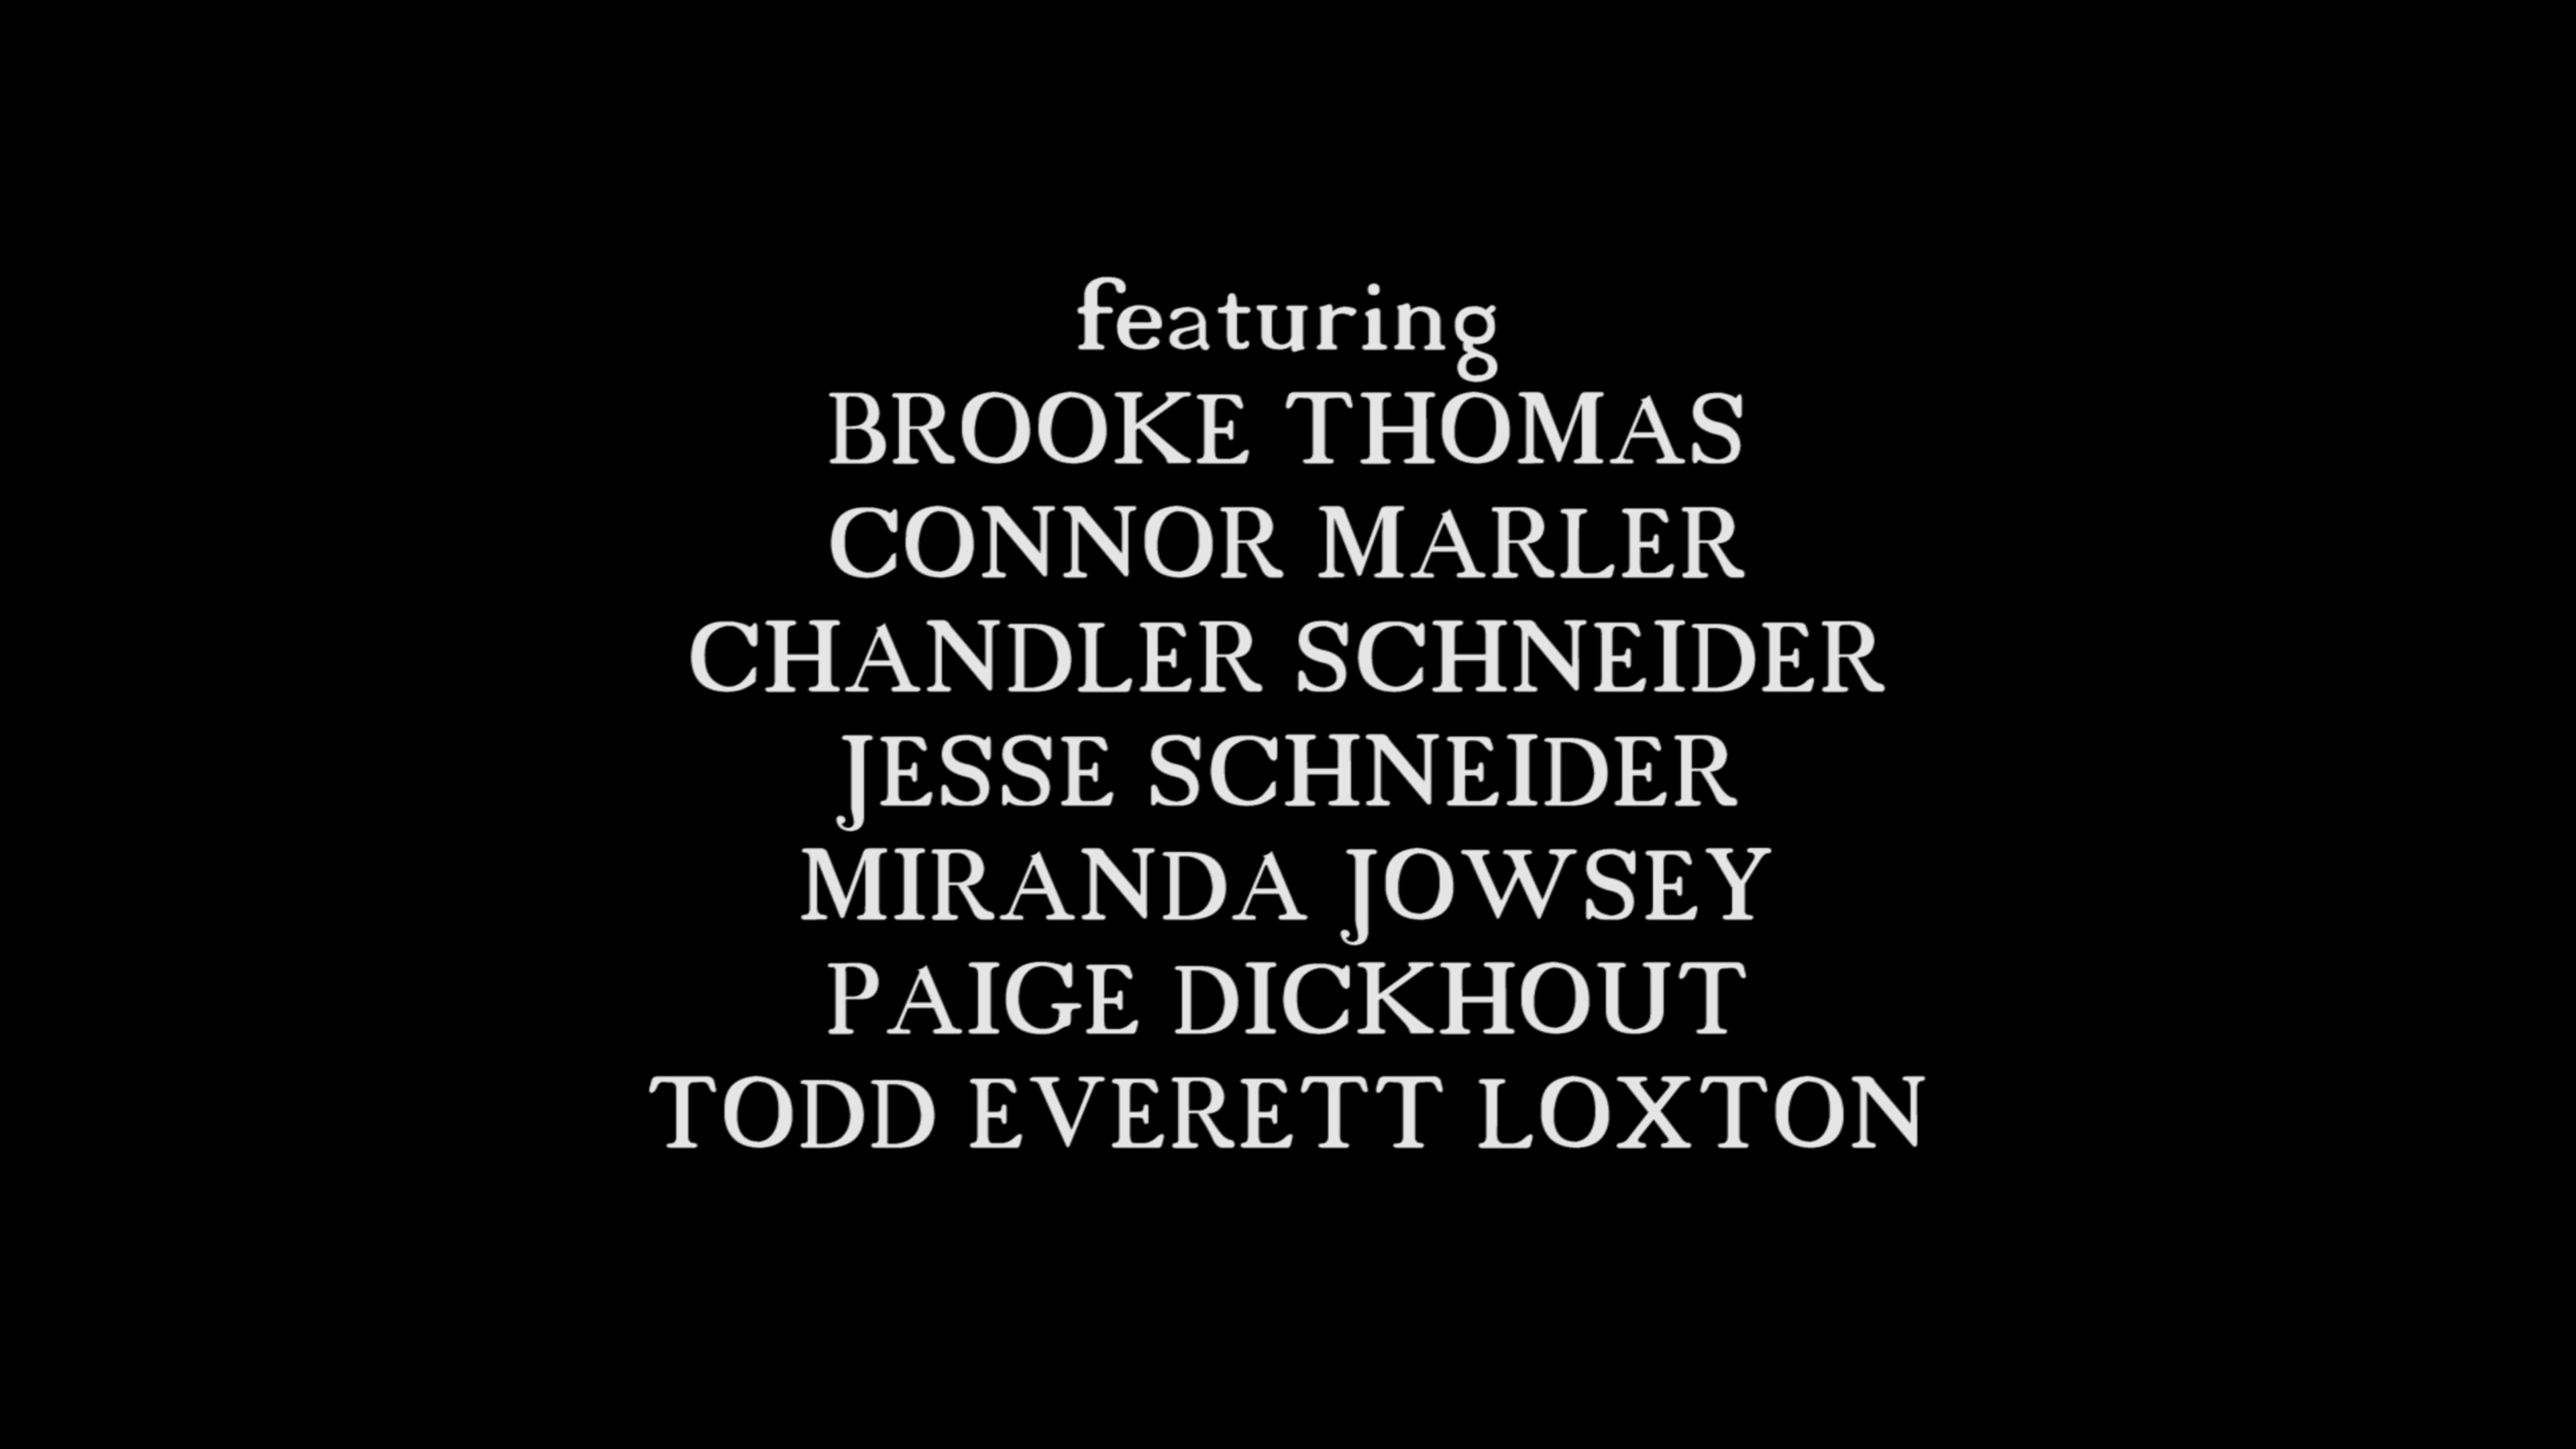 featuring
BROOKE THOMAS
CONNOR MARLER
CHANDLER SCHNEIDER
JESSE SCHNEIDER
MIRANDA JOWSEY
PAIGE DICKHOUT
TODD EVERETT LOXTON